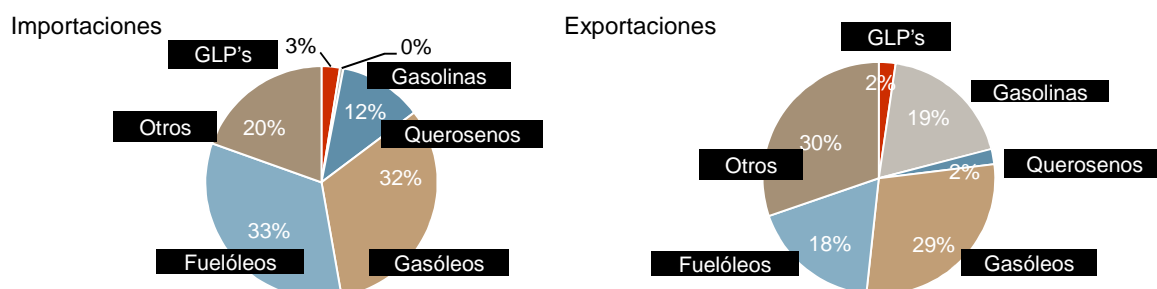 Importaciones
GLP's
3%
0%
Gasolinas
12%
Querosenos
32%
Gasóleos
33%
Fuelóleos
20%
Otros
Exportaciones
GLP's
2%
Gasolinas
19%
Querosenos
2%
Gasóleos
29%
Fuelóleos
18%
Otros
30%